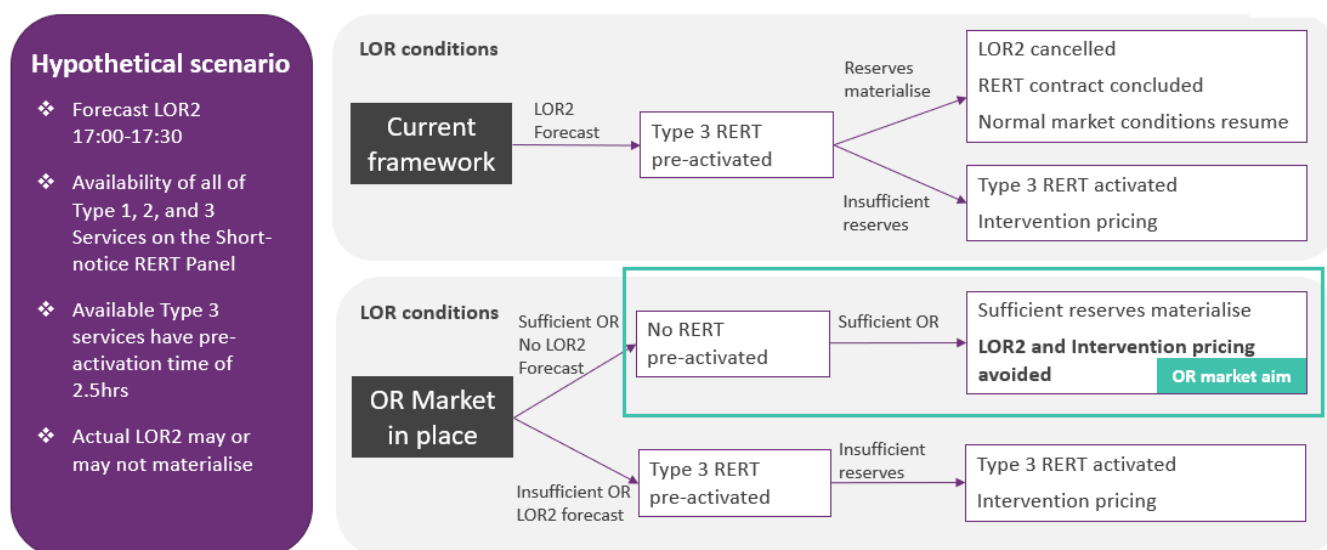 Hypothetical scenario
❖ Forecast LOR2
17:00-17:30
❖ Availability of all of
Type 1, 2, and 3
Services on the Short-
notice RERT Panel
❖ Available Type 3
services have pre-
activation time of
2.5hrs
❖ Actual LOR2 may or
may not materialise
LOR conditions
Current
framework
LOR2
Forecast
Type 3 RERT
pre-activated
Reserves
materialise
LOR2 cancelled
RERT contract concluded
Normal market conditions resume
Insufficient
reserves
Type 3 RERT activated
Intervention pricing
LOR conditions
OR Market
in place
Sufficient OR
No LOR2
Forecast
No RERT
pre-activated
Sufficient OR
Sufficient reserves materialise
LOR2 and Intervention pricing
avoided
OR market aim
Insufficient OR
LOR2 forecast
Type 3 RERT
pre-activated
Insufficient
reserves
Type 3 RERT activated
Intervention pricing